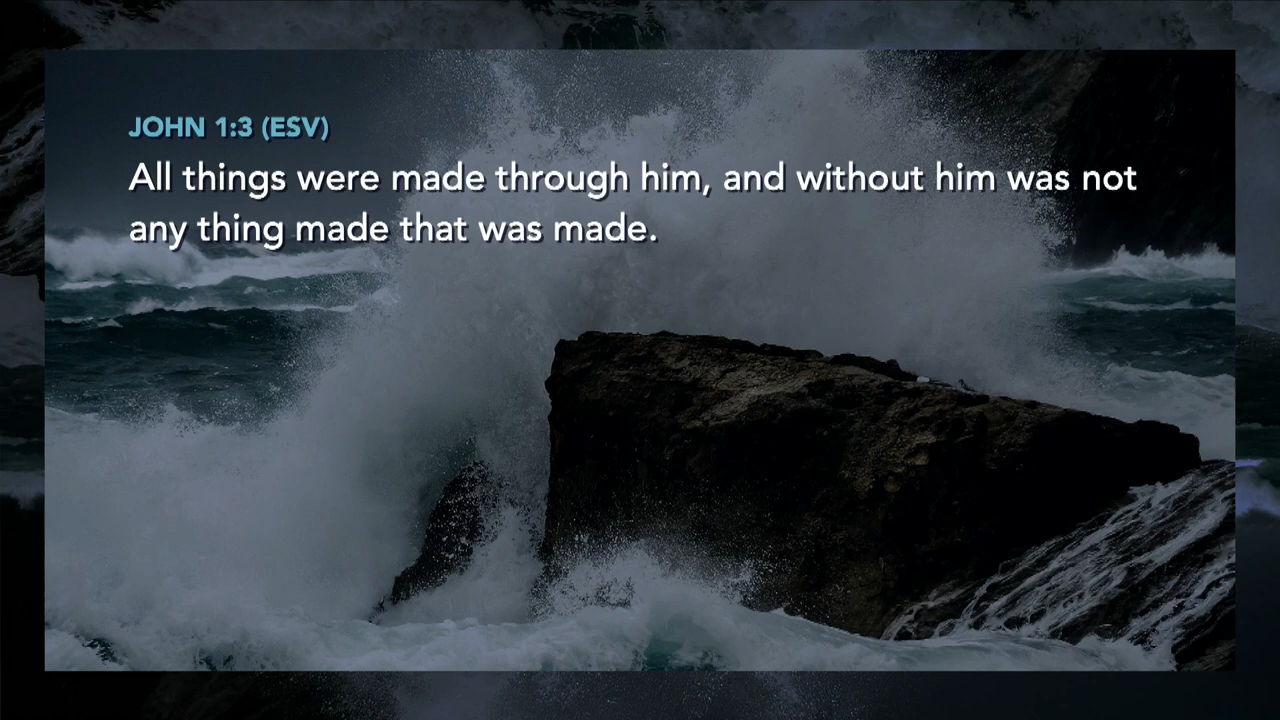 JOHN 1:3 (ESV)
All things were made through him, and without him was not
any thing made that was made.